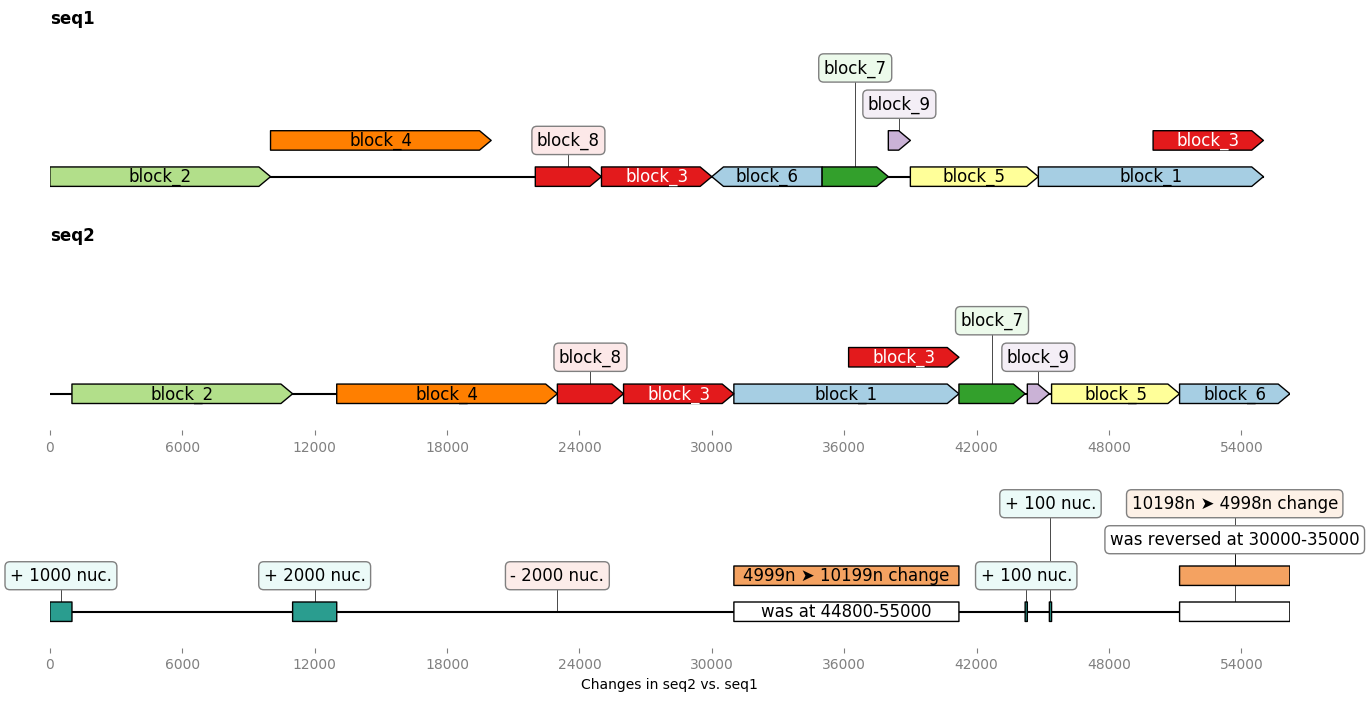 seq1
block_7
block_9
block_4
block_8
block_3
block_2
block_3
block_6
block_5
block_1
seq2
block_7
block_3
block_8
block_9
block_2
block_4
block_3
block_1
block_5
block_6
0 6000 12000 18000 24000 30000 36000 42000 48000 54000
+ 100 nuc.
10198n ➤ 4998n change
was reversed at 30000-35000
+ 1000 nuc.
+ 2000 nuc.
- 2000 nuc.
4999n ➤ 10199n change
+ 100 nuc.
was at 44800-55000
0 6000 12000 18000 24000 30000 36000 42000 48000 54000
Changes in seq2 vs. seq1